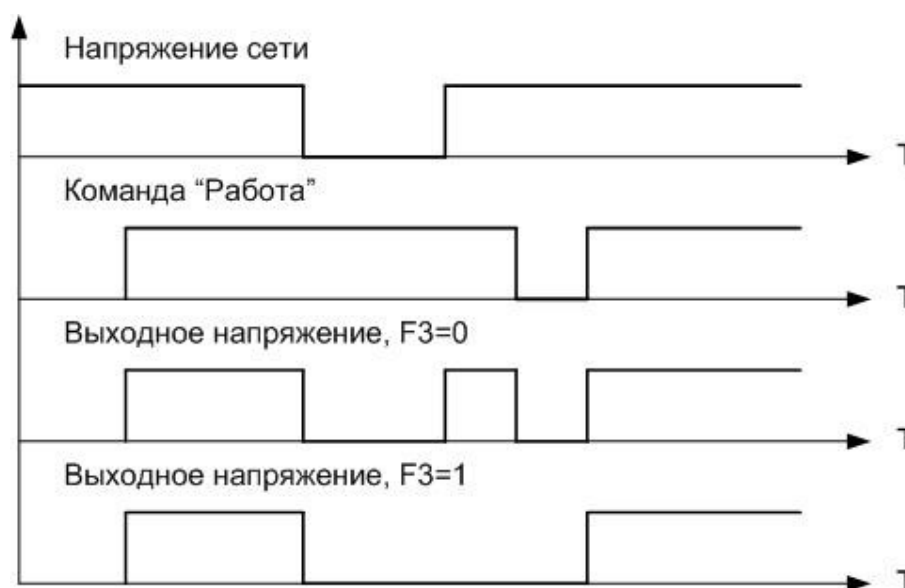 Напряжение сети
T
Команда “Работа”
T
Выходное напряжение, F3=0
T
Выходное напряжение, F3=1
T